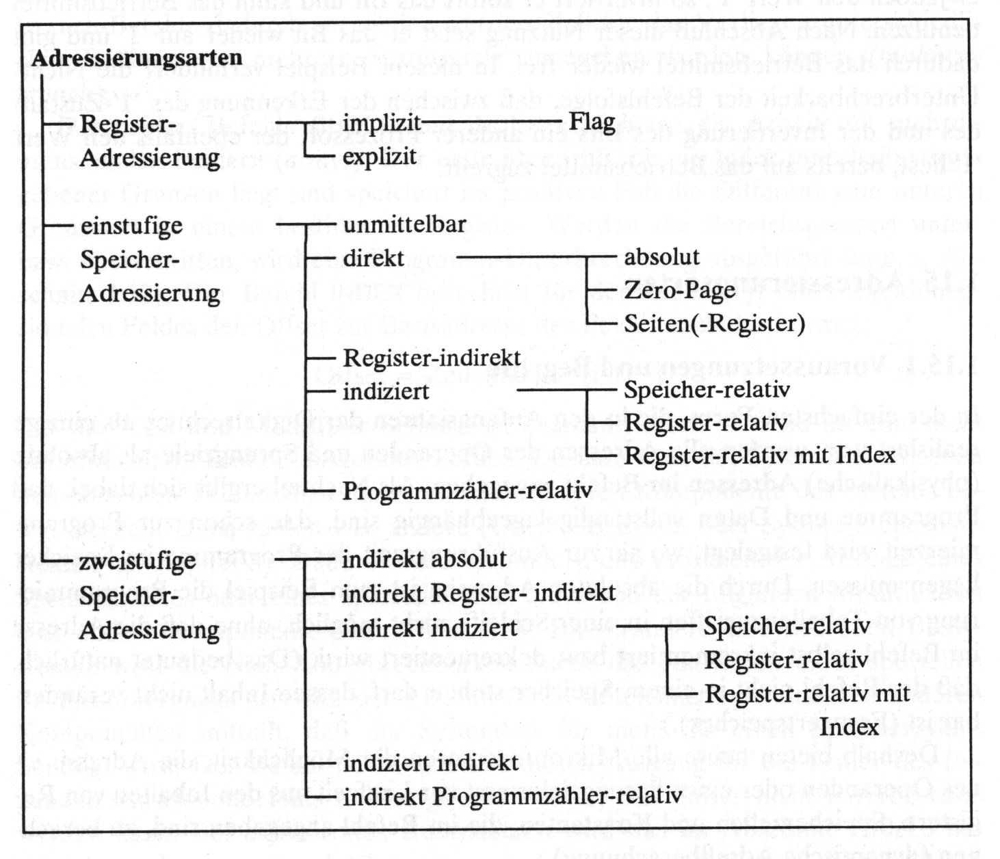 Adressierungsarten
Register- implizit Flag
Adressierung explizit
einstufige unmittelbar
Speicher- direkt absolut
Adressierung Zero-Page
Seiten(-Register)
Register-indirekt
indiziert Speicher-relativ
Register-relativ
Register-relativ mit Index
Programmzähler-relativ
zweistufige indirekt absolut
Speicher- indirekt Register- indirekt
Adressierung indirekt indiziert Speicher-relativ
Register-relativ
Register-relativ mit
Index
indiziert indirekt
indirekt Programmzähler-relativ